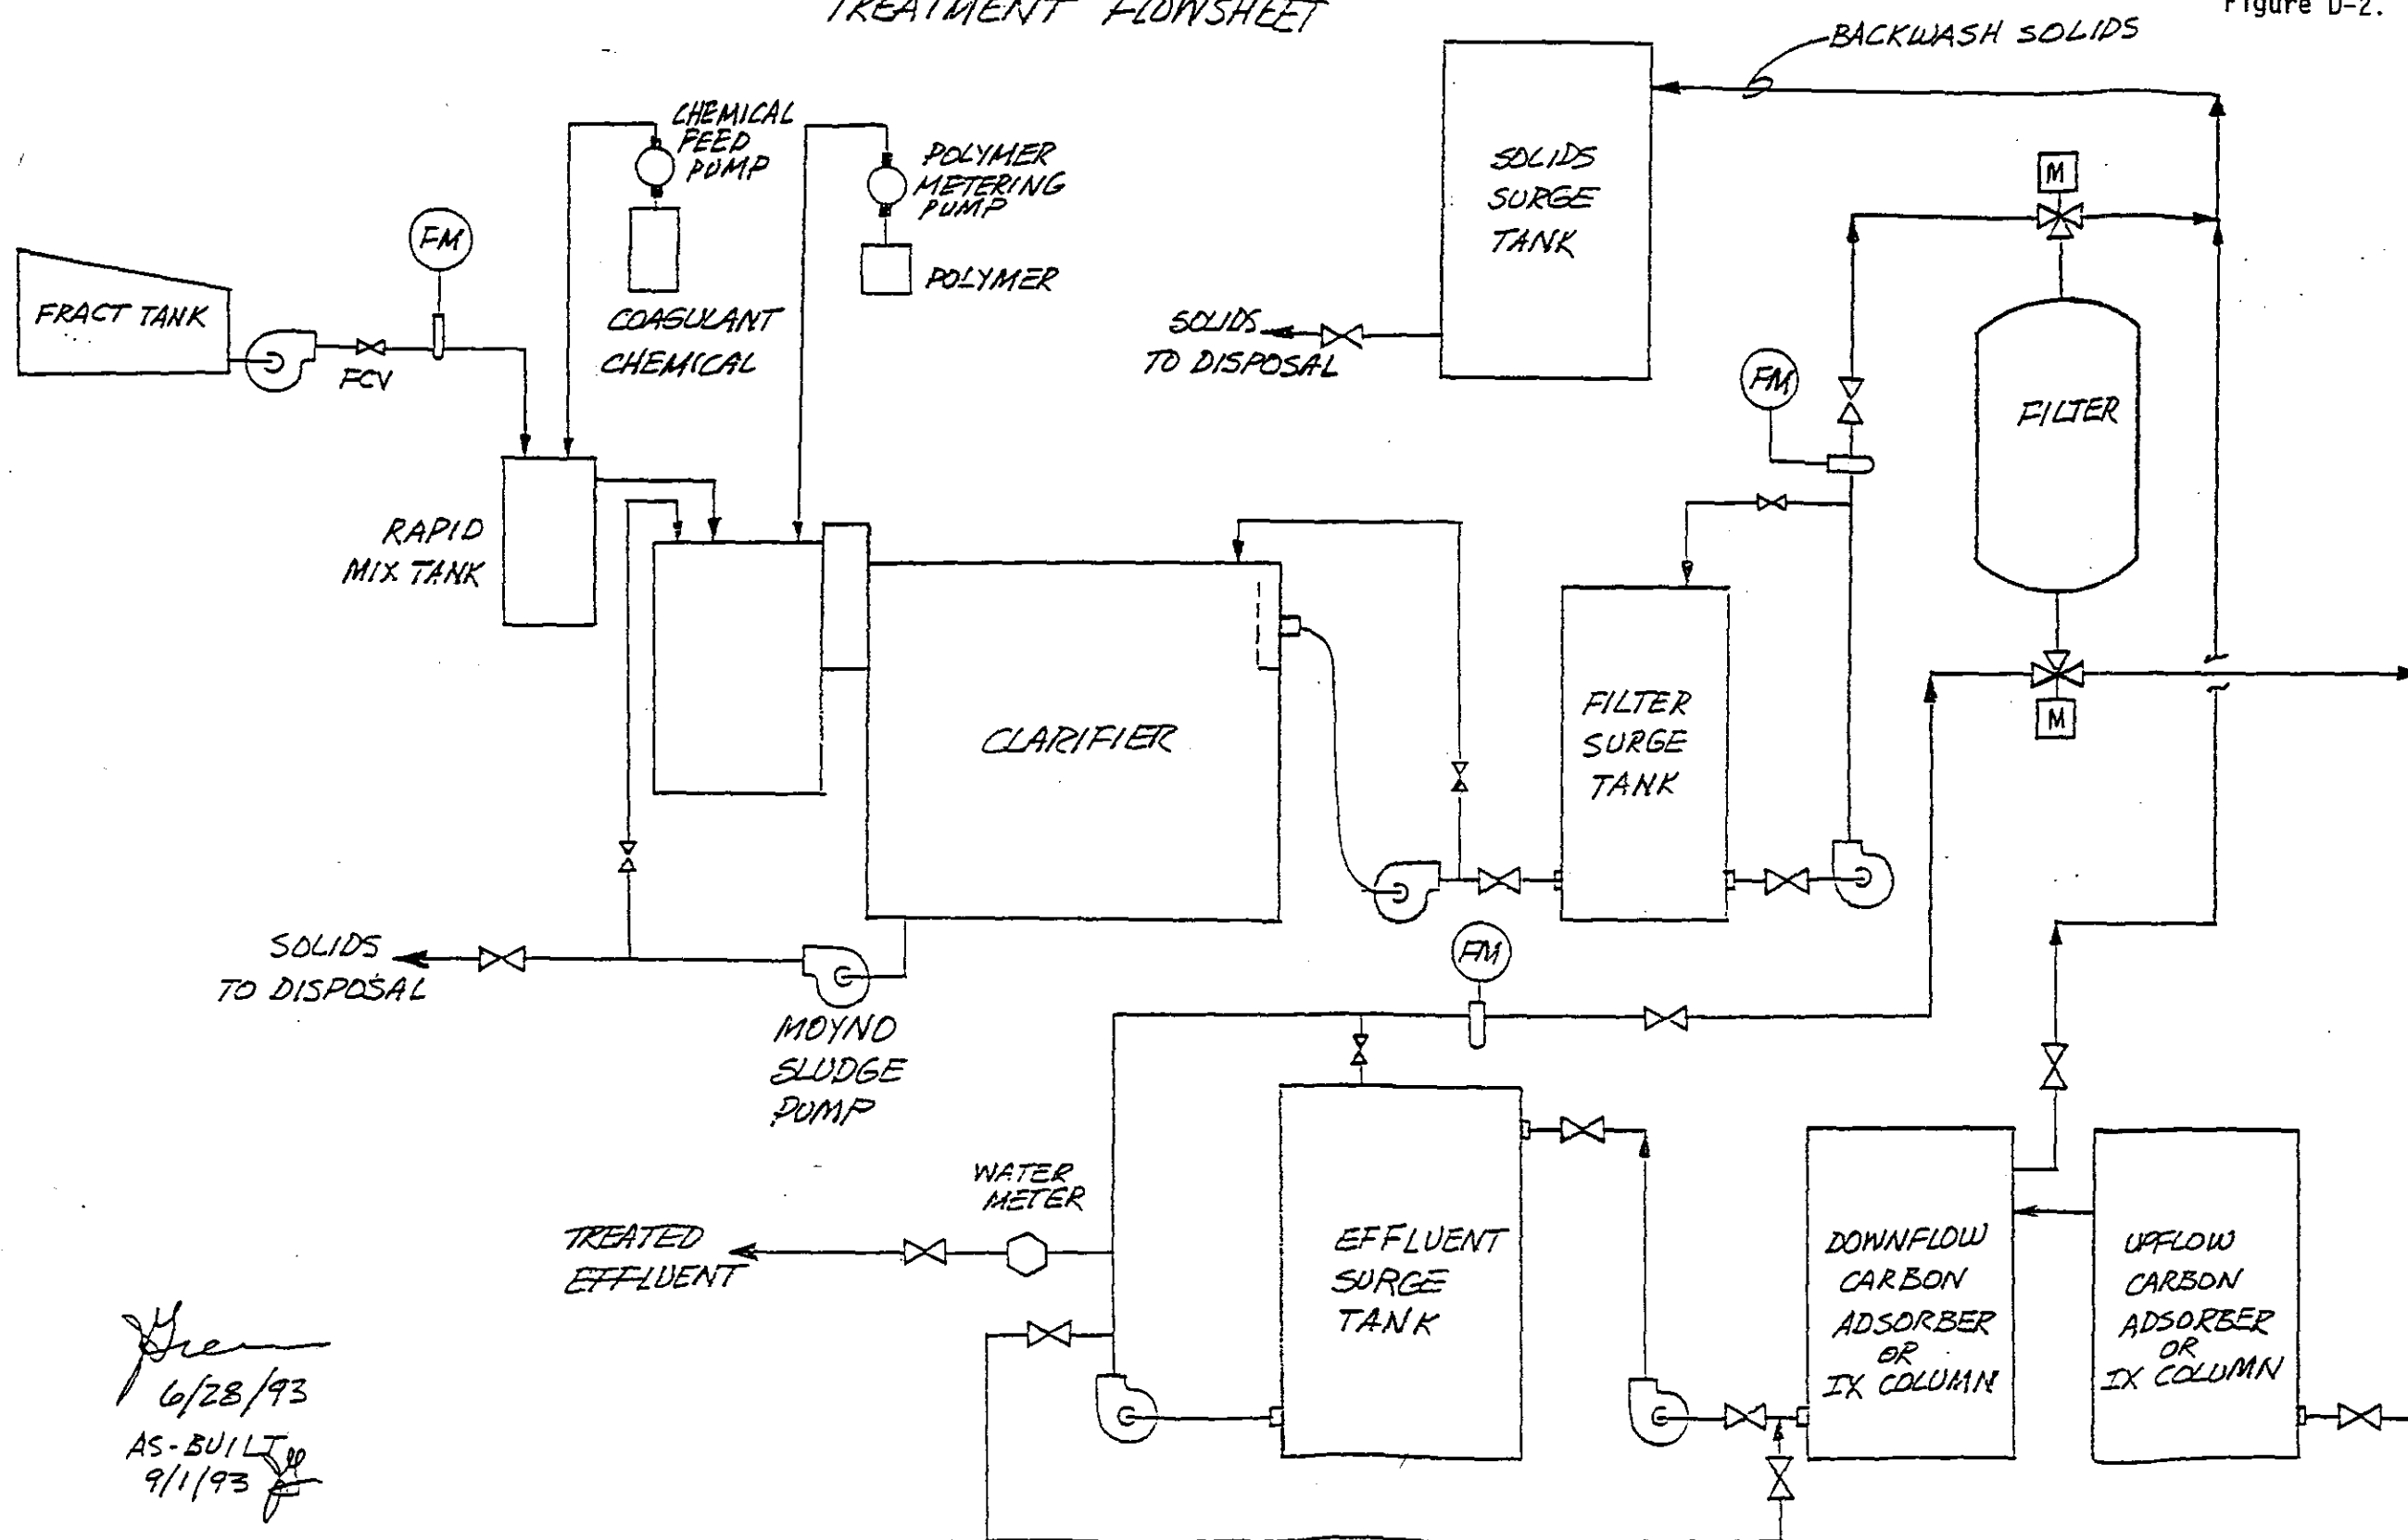 TREATMENT FLOWSHEET
Figure D-2.
BACKWASH SOLIDS
CHEMICAL
FEED
PUMP
POLYMER
METERING
PUMP
SOLIDS
SURGE
TANK
M
FM
FRACT TANK
FCV
COAGULANT
CHEMICAL
POLYMER
SOLIDS
TO DISPOSAL
FM
FILTER
RAPID
MIX TANK
CLARIFIER
FILTER
SURGE
TANK
M
SOLIDS
TO DISPOSAL
MOYNO
SLUDGE
PUMP
FM
WATER
METER
TREATED
EFFLUENT
EFFLUENT
SURGE
TANK
DOWNFLOW
CARBON
ADSORBER
OR
IX COLUMN
UPFLOW
CARBON
ADSORBER
OR
IX COLUMN
6/28/93
AS-BUILT
9/1/93